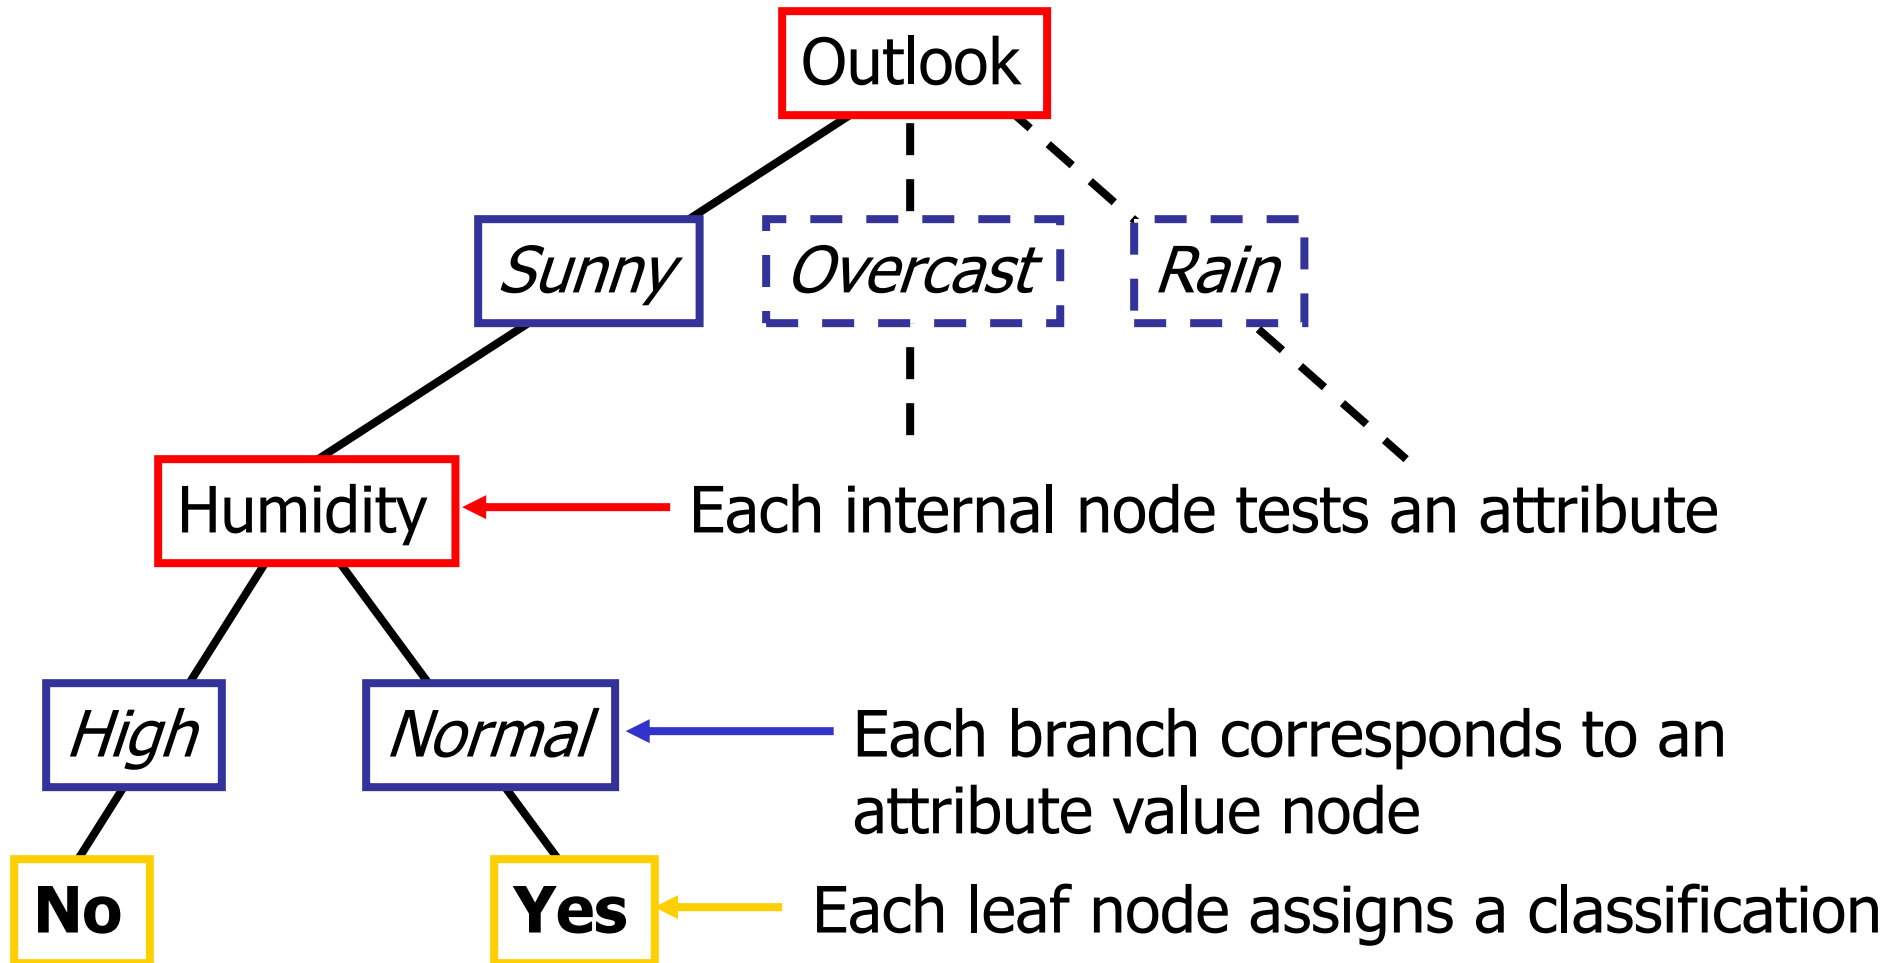 Outlook
Sunny
Overcast
Rain
Humidity
Each internal node tests an attribute
High
Normal
Each branch corresponds to an
attribute value node
No
Yes
Each leaf node assigns a classification